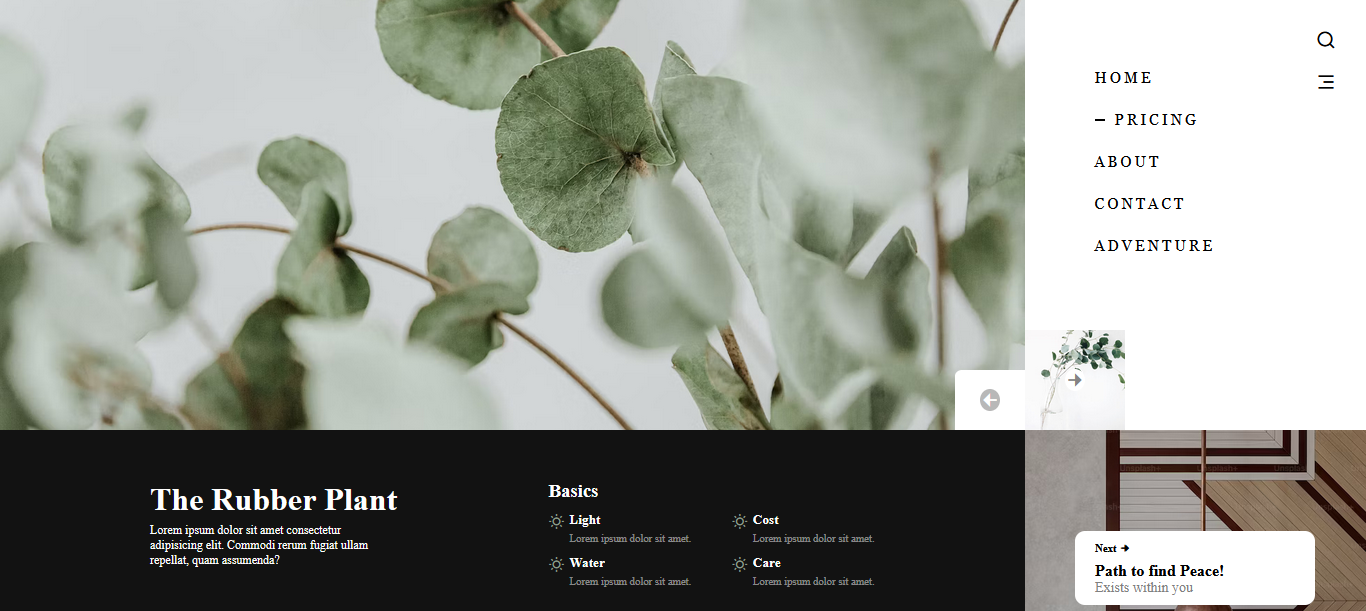 HOME
– PRICING
ABOUT
CONTACT
ADVENTURE
The Rubber Plant
Lorem ipsum dolor sit amet consectetur
adipisicing elit. Commodi rerum fugiat ullam
repellat, quam assumenda?
Basics
Light
Lorem ipsum dolor sit amet.
Cost
Lorem ipsum dolor sit amet.
Water
Lorem ipsum dolor sit amet.
Care
Lorem ipsum dolor sit amet.
Unsplash+
Unsplash+
Next
Path to find Peace!
Exists within you